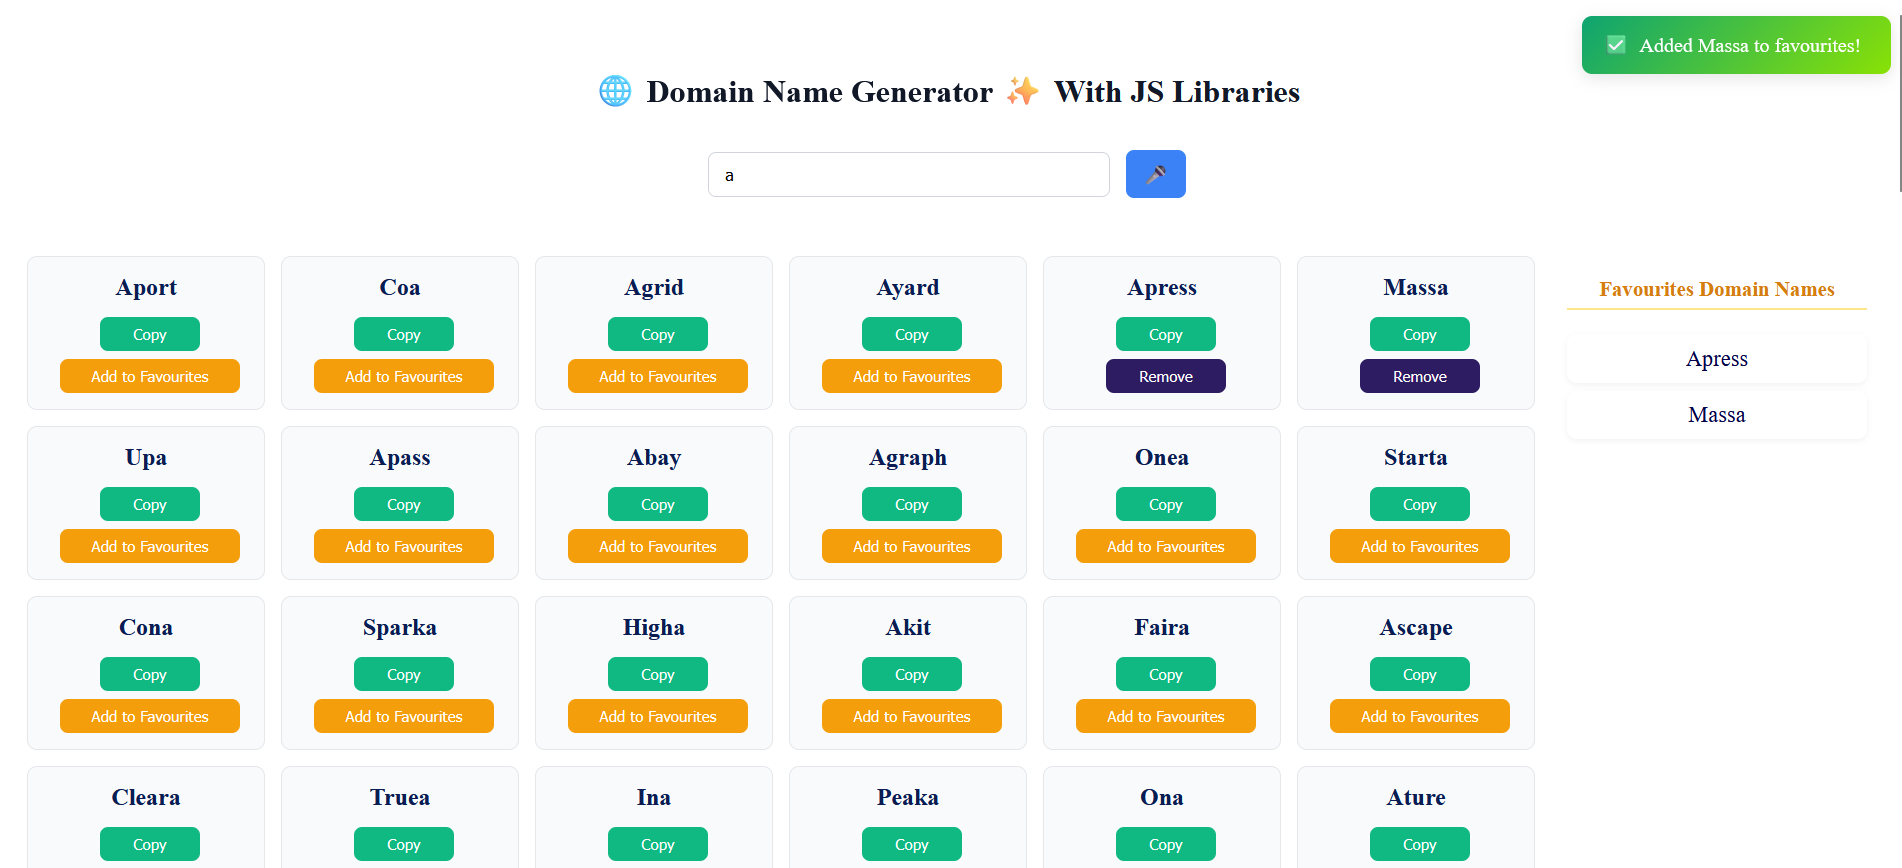 ✅ Added Massa to favourites!
🌐 Domain Name Generator ✨ With JS Libraries
a
Aport Coa Agrid Ayard Apress Massa
Copy Copy Copy Copy Copy Copy
Add to Favourites Add to Favourites Add to Favourites Add to Favourites Remove Remove
Favourites Domain Names
Apress
Massa
Upa Apass Abay Agraph Onea Starta
Copy Copy Copy Copy Copy Copy
Add to Favourites Add to Favourites Add to Favourites Add to Favourites Add to Favourites Add to Favourites
Cona Sparka Higha Akit Faira Ascape
Copy Copy Copy Copy Copy Copy
Add to Favourites Add to Favourites Add to Favourites Add to Favourites Add to Favourites Add to Favourites
Cleara Truea Ina Peaka Ona Ature
Copy Copy Copy Copy Copy Copy